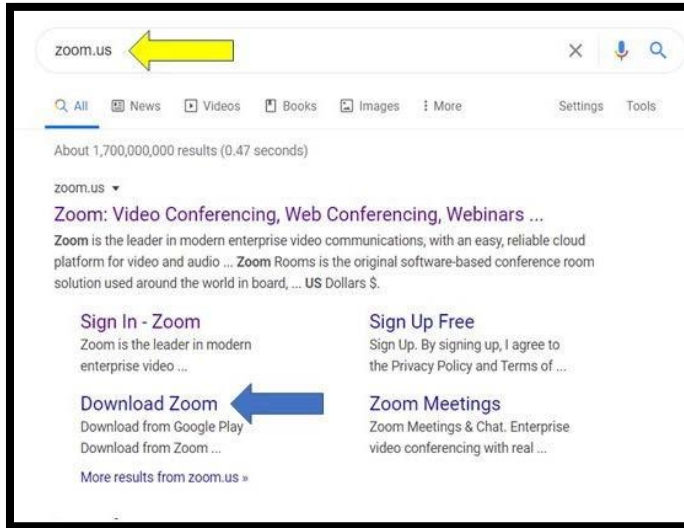 zoom.us
All News Videos Books Images More Settings Tools
About 1,700,000,000 results (0.47 seconds)
zoom.us
Zoom: Video Conferencing, Web Conferencing, Webinars ...
Zoom is the leader in modern enterprise video communications, with an easy, reliable cloud
platform for video and audio ... Zoom Rooms is the original software-based conference room
solution used around the world in board, ... US Dollars $.
Sign In - Zoom
Zoom is the leader in modern
enterprise video ...
Sign Up Free
Sign Up. By signing up, I agree to
the Privacy Policy and Terms of ...
Download Zoom
Download from Google Play
Download from Zoom ...
Zoom Meetings
Zoom Meetings & Chat. Enterprise
video conferencing with real ...
More results from zoom.us »